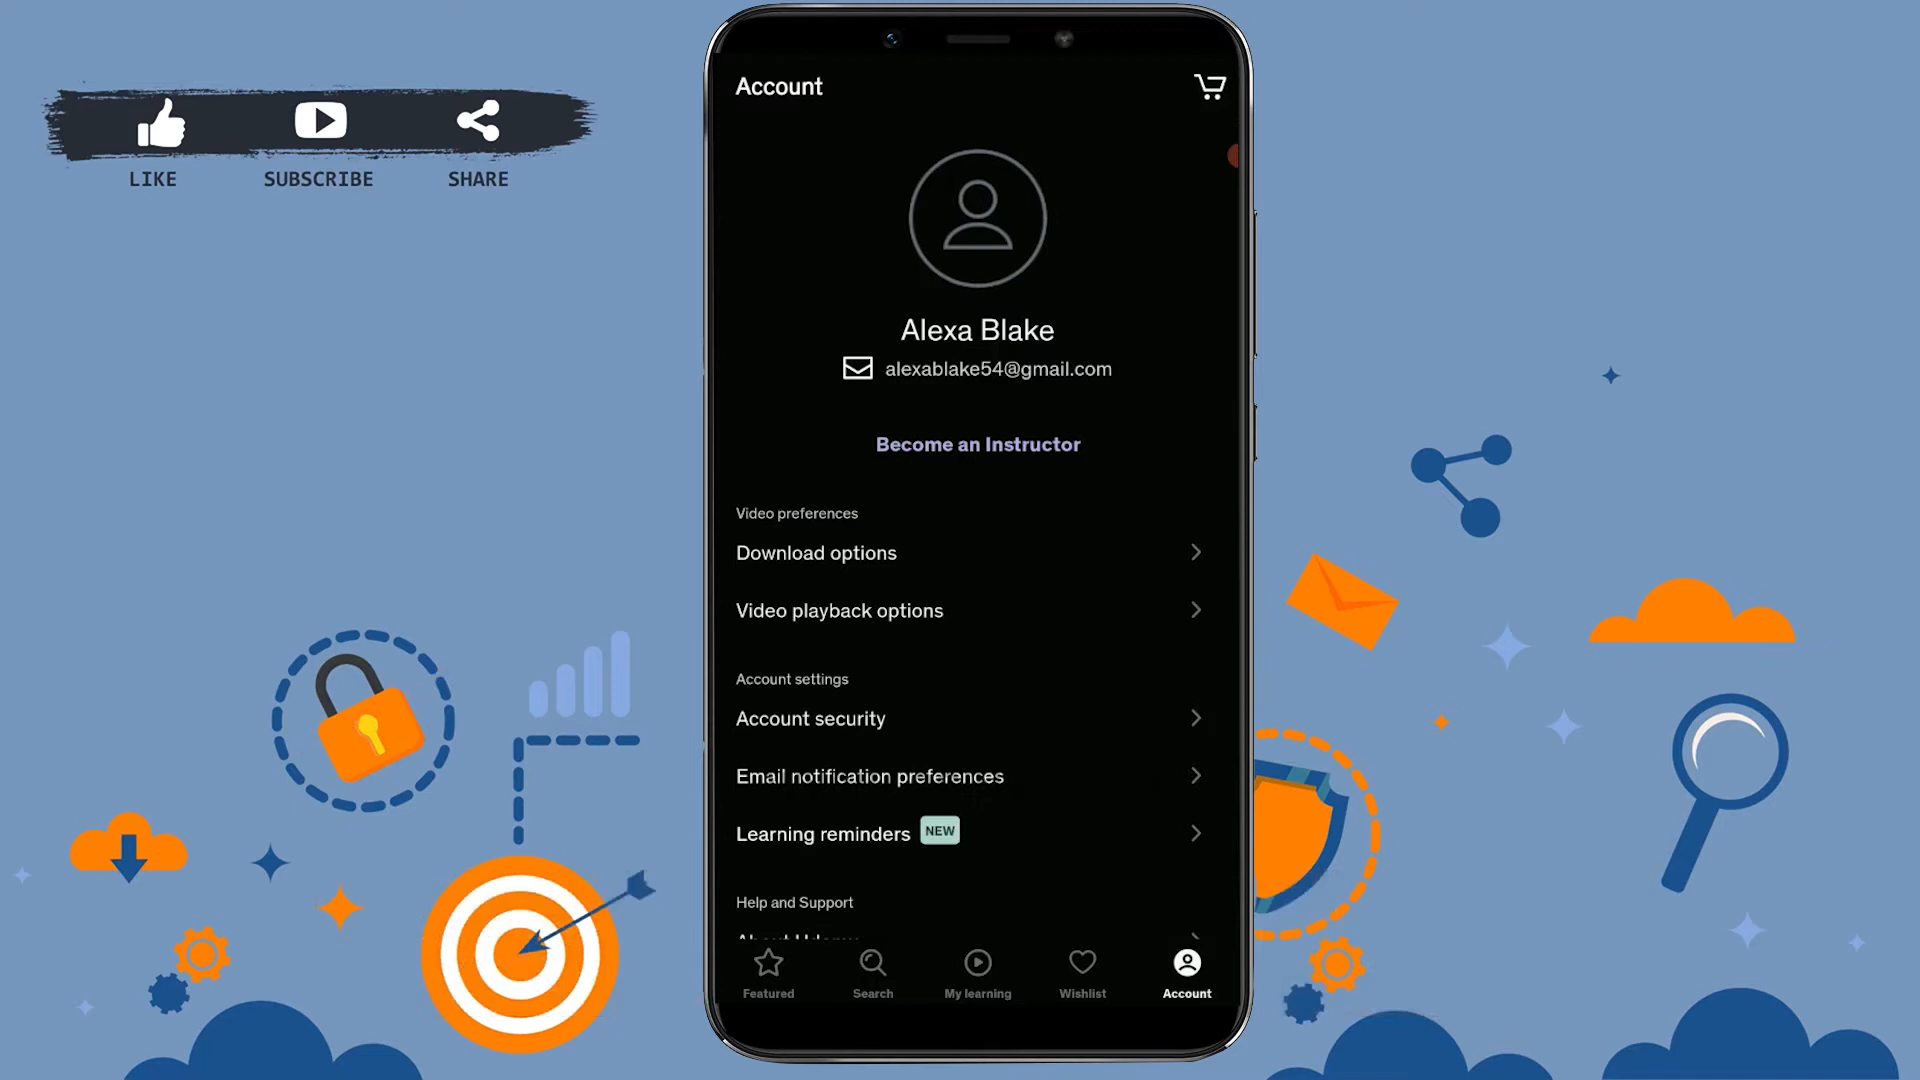 LIKE
SUBSCRIBE
SHARE
Account
Alexa Blake
alexablake54@gmail.com
Become an Instructor
Video preferences
Download options
Video playback options
Account settings
Account security
Email notification preferences
Learning reminders NEW
Help and Support
About Udemy
Featured
Search
My learning
Wishlist
Account